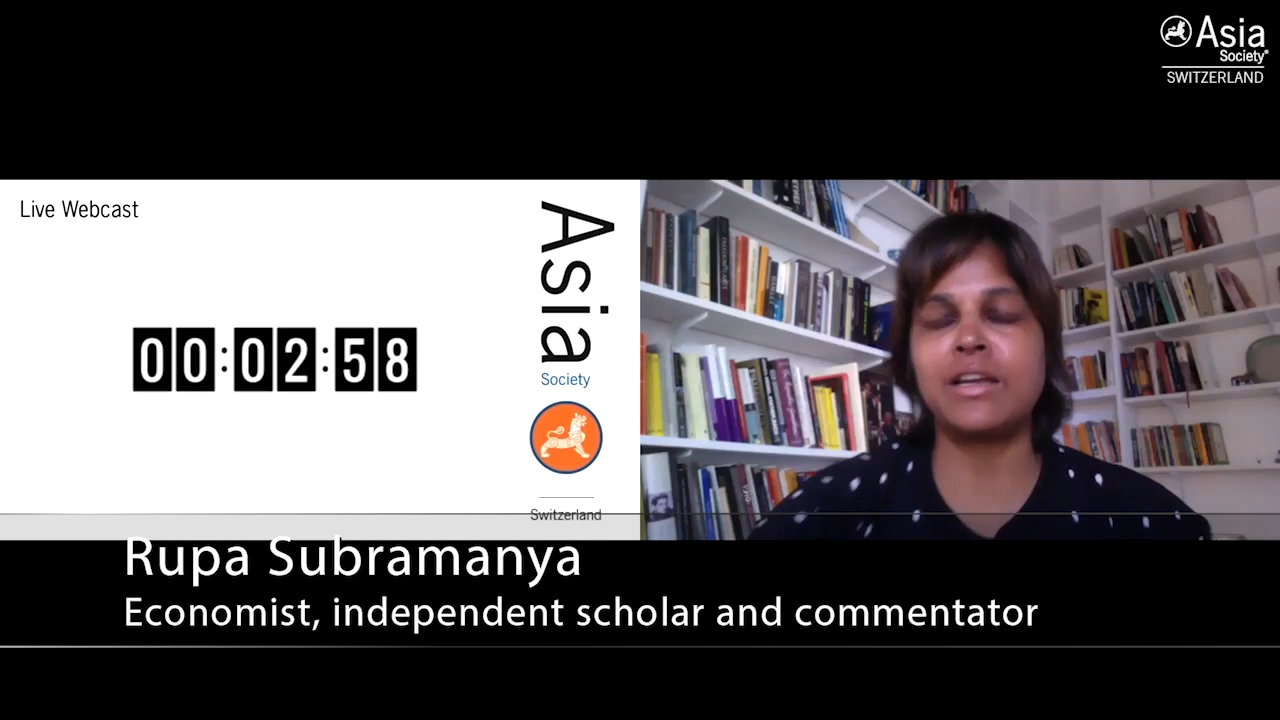 Asia
Society®
SWITZERLAND
Live Webcast
00:02:58
Asia
Society
Switzerland
Rupa Subramanya
Economist, independent scholar and commentator